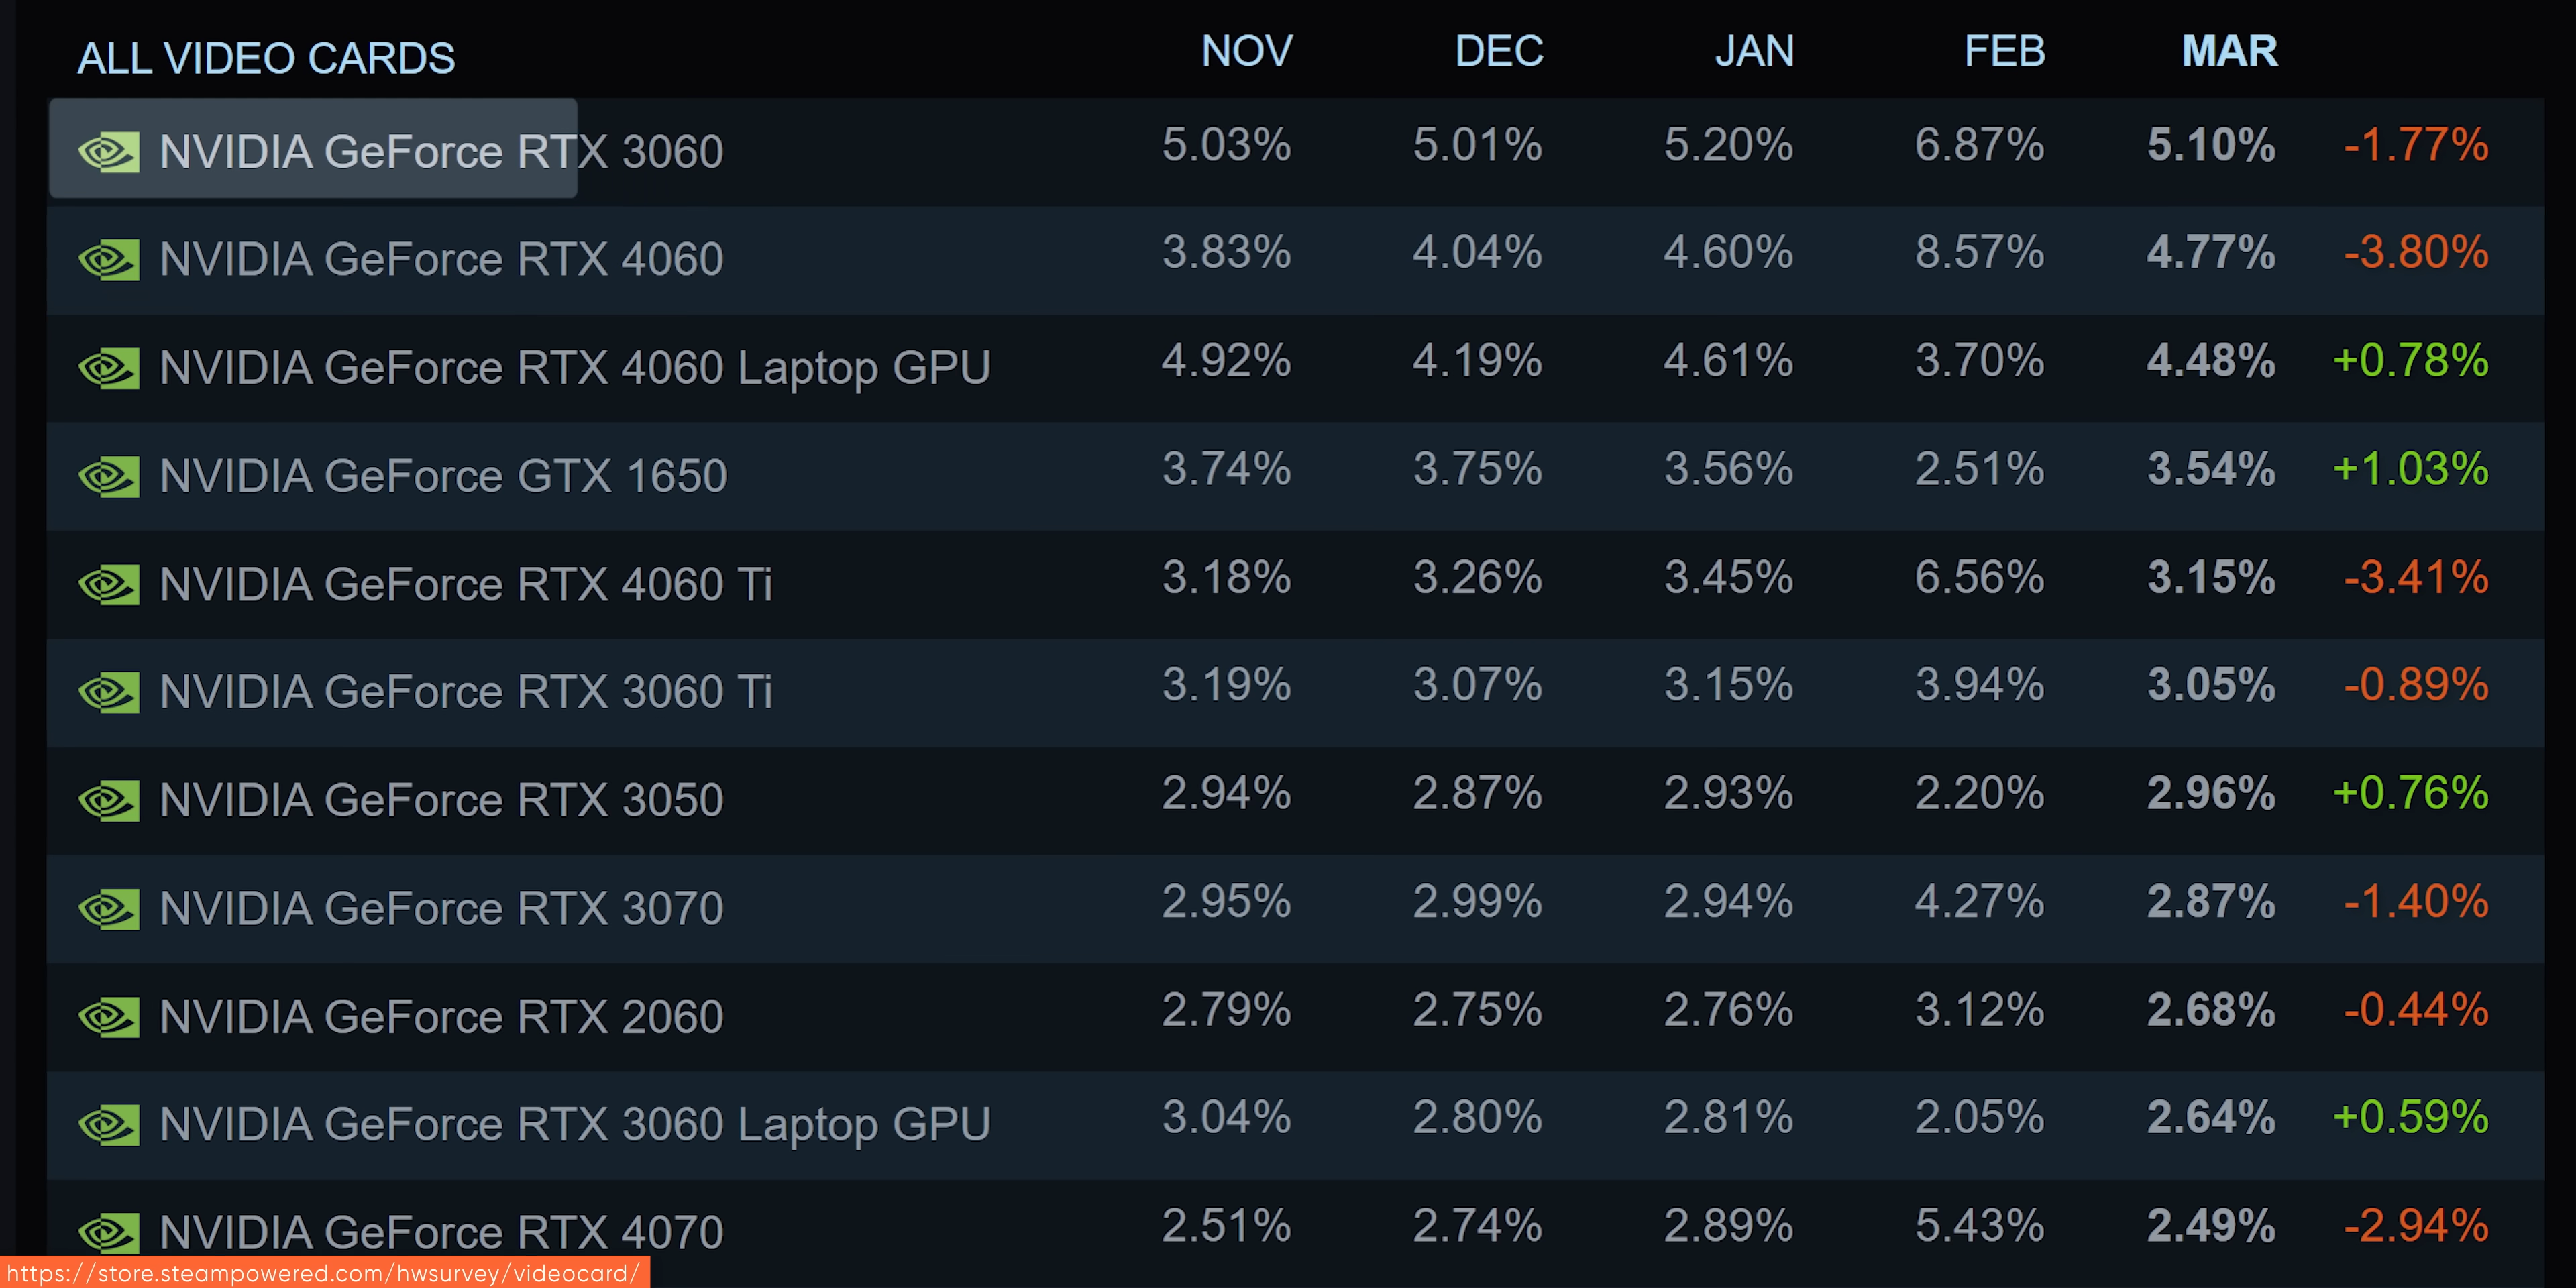 ALL VIDEO CARDS NOV DEC JAN FEB MAR
NVIDIA GeForce RTX 3060 5.03% 5.01% 5.20% 6.87% 5.10% -1.77%
NVIDIA GeForce RTX 4060 3.83% 4.04% 4.60% 8.57% 4.77% -3.80%
NVIDIA GeForce RTX 4060 Laptop GPU 4.92% 4.19% 4.61% 3.70% 4.48% +0.78%
NVIDIA GeForce GTX 1650 3.74% 3.75% 3.56% 2.51% 3.54% +1.03%
NVIDIA GeForce RTX 4060 Ti 3.18% 3.26% 3.45% 6.56% 3.15% -3.41%
NVIDIA GeForce RTX 3060 Ti 3.19% 3.07% 3.15% 3.94% 3.05% -0.89%
NVIDIA GeForce RTX 3050 2.94% 2.87% 2.93% 2.20% 2.96% +0.76%
NVIDIA GeForce RTX 3070 2.95% 2.99% 2.94% 4.27% 2.87% -1.40%
NVIDIA GeForce RTX 2060 2.79% 2.75% 2.76% 3.12% 2.68% -0.44%
NVIDIA GeForce RTX 3060 Laptop GPU 3.04% 2.80% 2.81% 2.05% 2.64% +0.59%
NVIDIA GeForce RTX 4070 2.51% 2.74% 2.89% 5.43% 2.49% -2.94%
https://store.steampowered.com/hwsurvey/videocard/